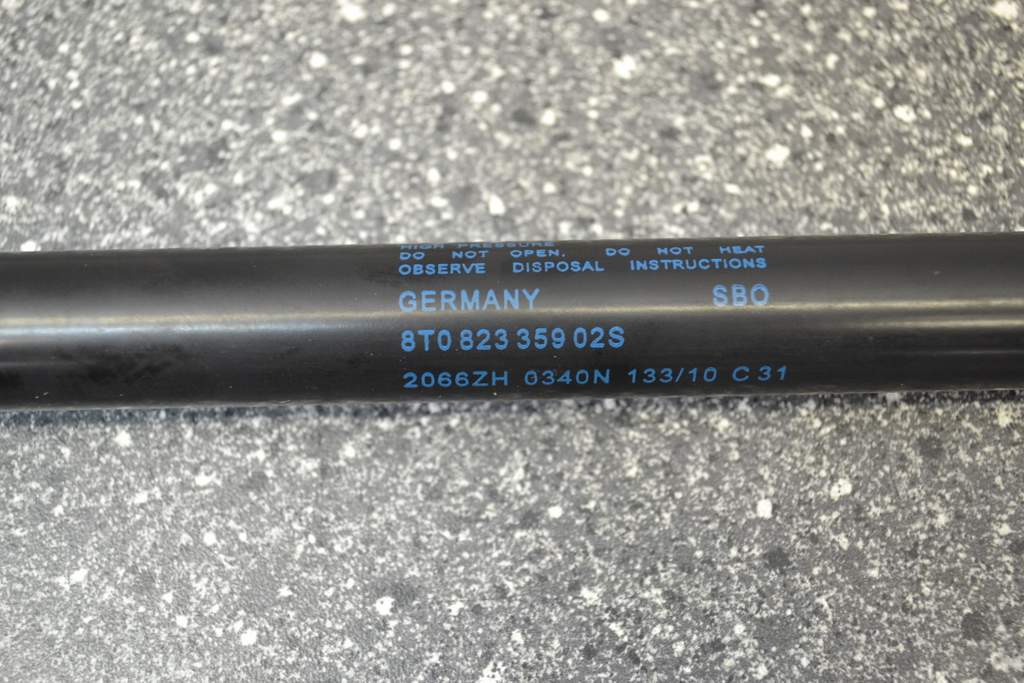 HIGH PRESSURE
DO NOT OPEN, DO NOT HEAT
OBSERVE DISPOSAL INSTRUCTIONS
GERMANY SBO
8T0 823 359 02S
2066ZH 0340N 133/10 C 31